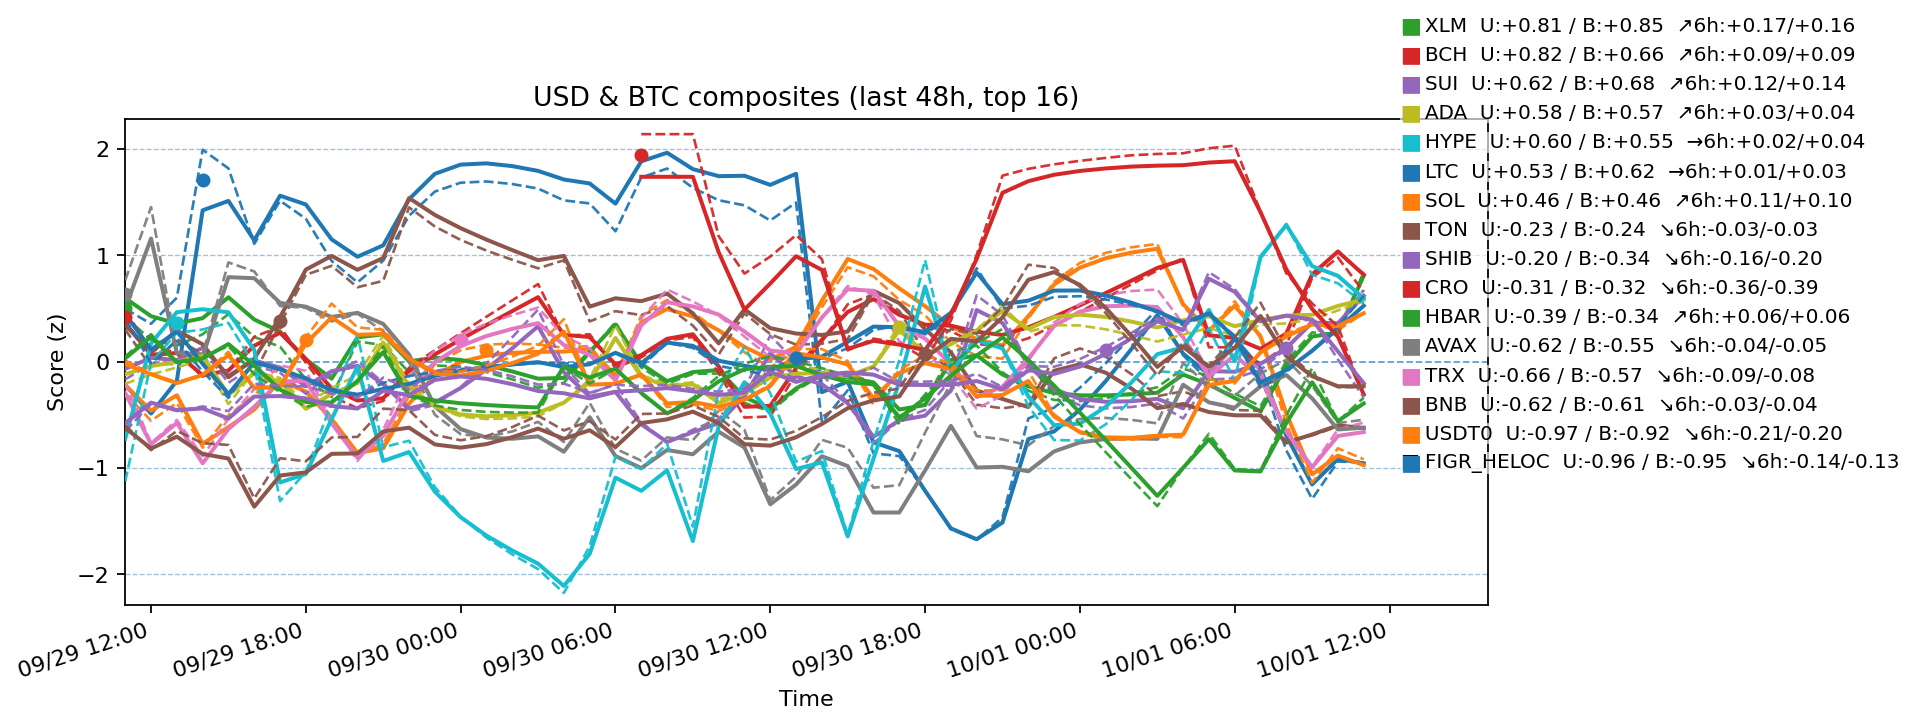 XLM U:+0.81 / B:+0.85 ↗6h:+0.17/+0.16
BCH U:+0.82 / B:+0.66 ↗6h:+0.09/+0.09
SUI U:+0.62 / B:+0.68 ↗6h:+0.12/+0.14
ADA U:+0.58 / B:+0.57 ↗6h:+0.03/+0.04
HYPE U:+0.60 / B:+0.55 →6h:+0.02/+0.04
LTC U:+0.53 / B:+0.62 →6h:+0.01/+0.03
SOL U:+0.46 / B:+0.46 ↗6h:+0.11/+0.10
TON U:-0.23 / B:-0.24 ↘6h:-0.03/-0.03
SHIB U:-0.20 / B:-0.34 ↘6h:-0.16/-0.20
CRO U:-0.31 / B:-0.32 ↘6h:-0.36/-0.39
HBAR U:-0.39 / B:-0.34 ↗6h:+0.06/+0.06
AVAX U:-0.62 / B:-0.55 ↘6h:-0.04/-0.05
TRX U:-0.66 / B:-0.57 ↘6h:-0.09/-0.08
BNB U:-0.62 / B:-0.61 ↘6h:-0.03/-0.04
USDT0 U:-0.97 / B:-0.92 ↘6h:-0.21/-0.20
FIGR_HELOC U:-0.96 / B:-0.95 ↘6h:-0.14/-0.13
USD & BTC composites (last 48h, top 16)
Score (z)
2
1
0
−1
−2
09/29 12:00
09/29 18:00
09/30 00:00
09/30 06:00
09/30 12:00
09/30 18:00
10/01 00:00
10/01 06:00
10/01 12:00
Time